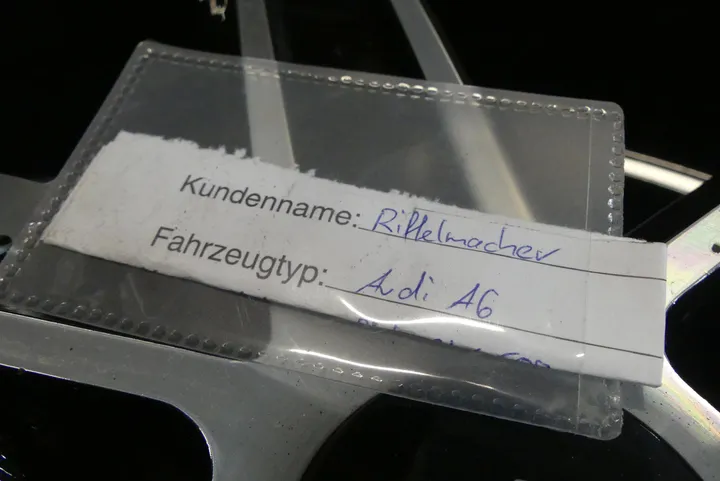 Kundenname: Riffelmacher
Fahrzeugtyp: Audi A6